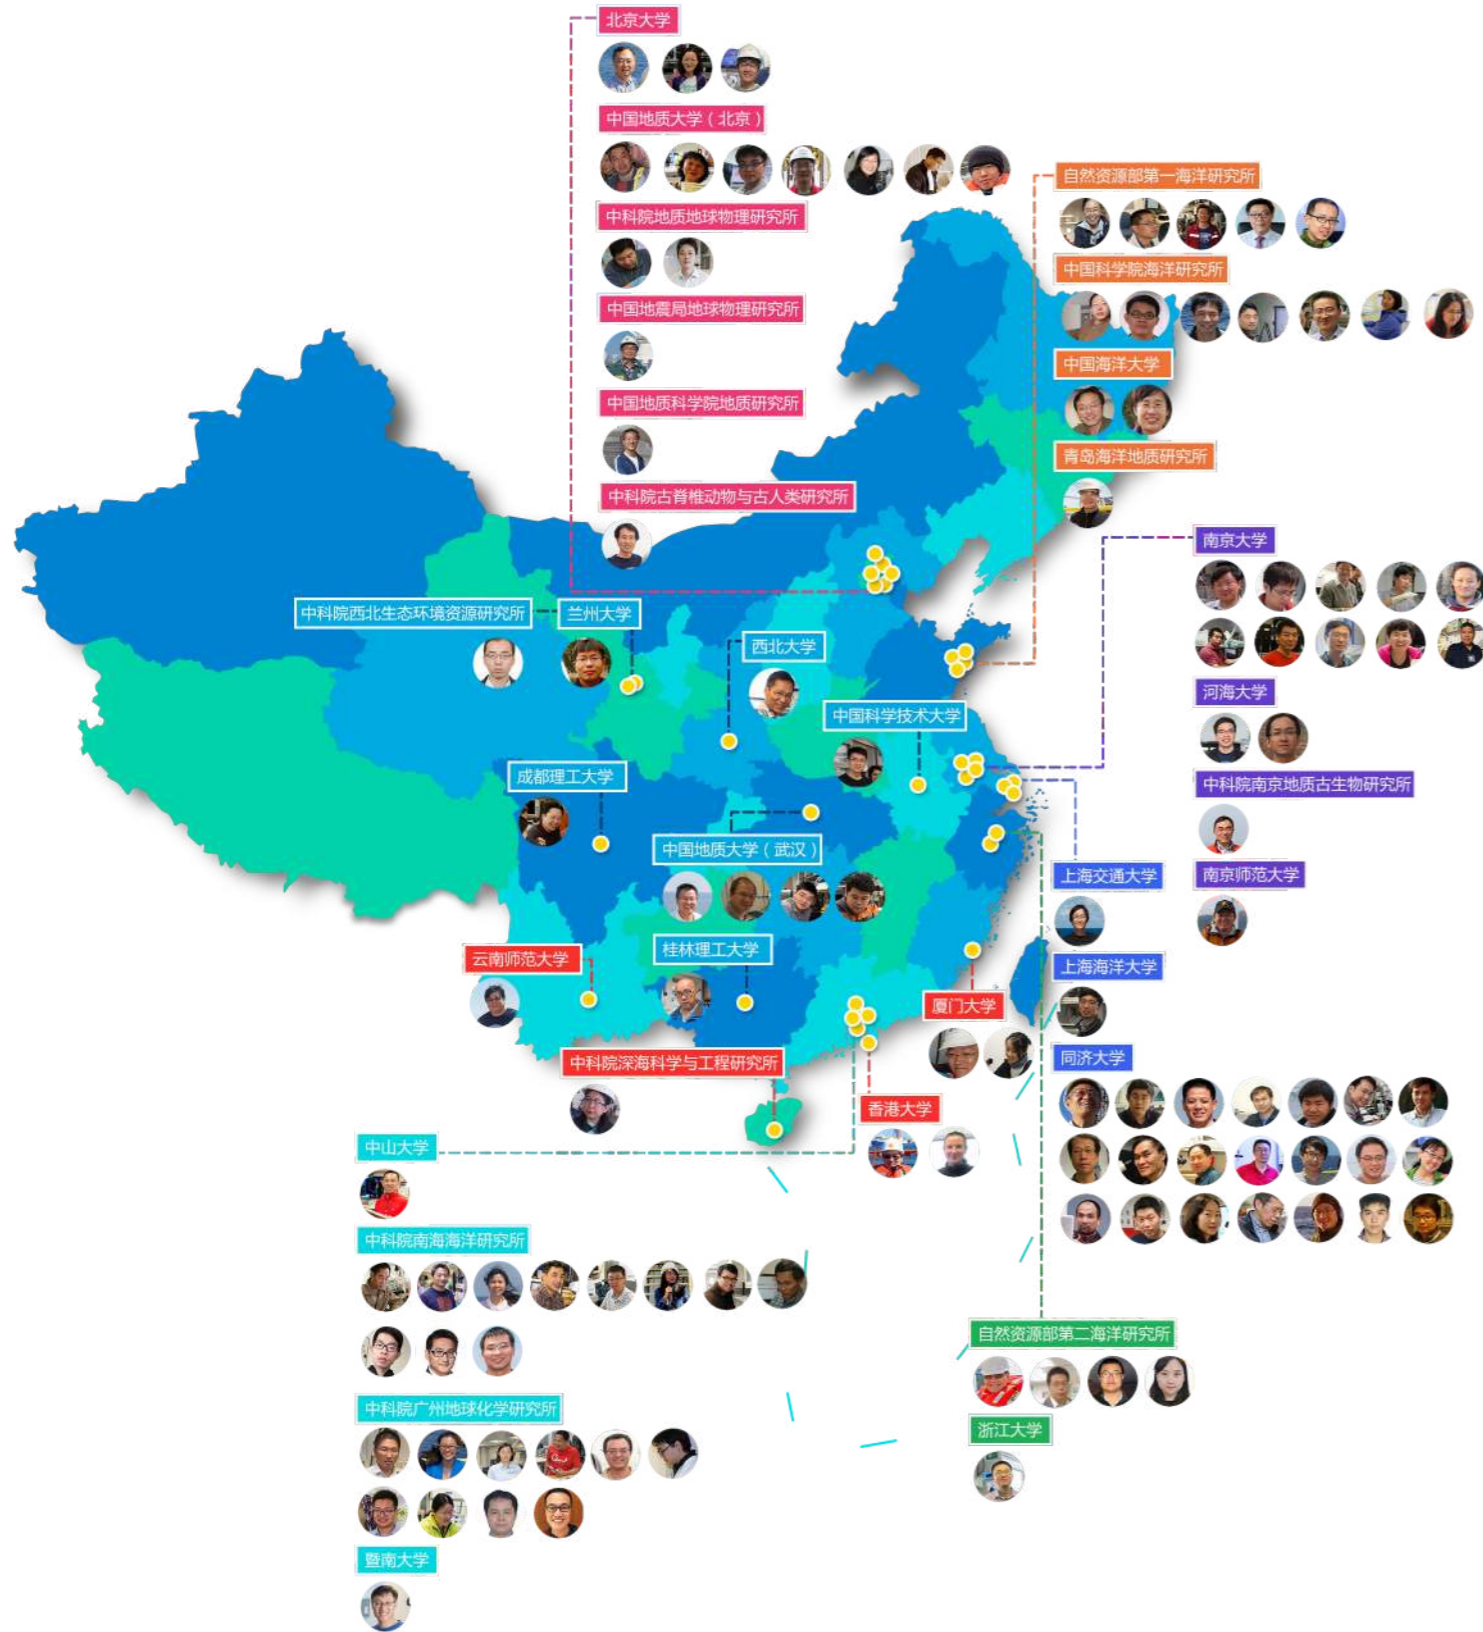 北京大学
中国地质大学（北京）
中科院地质地球物理研究所
中国地震局地球物理研究所
中国地质科学院地质研究所
中科院古脊椎动物与古人类研究所
自然资源部第一海洋研究所
中国科学院海洋研究所
中国海洋大学
青岛海洋地质研究所
南京大学
河海大学
中科院南京地质古生物研究所
南京师范大学
中科院西北生态环境资源研究所
兰州大学
西北大学
中国科学技术大学
成都理工大学
中国地质大学（武汉）
桂林理工大学
云南师范大学
中科院深海科学与工程研究所
厦门大学
香港大学
上海交通大学
上海海洋大学
同济大学
中山大学
中科院南海海洋研究所
中科院广州地球化学研究所
暨南大学
自然资源部第二海洋研究所
浙江大学